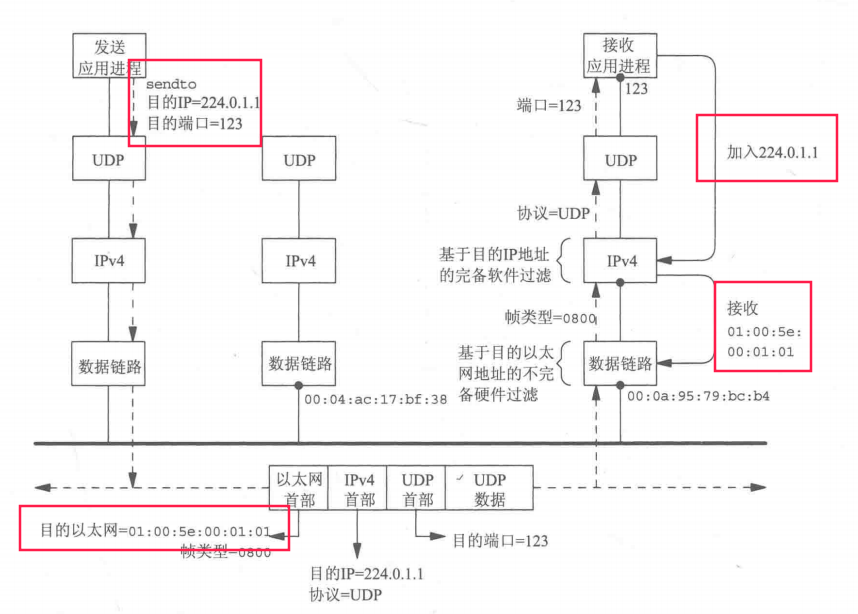 发送
应用进程
sendto
目的IP=224.0.1.1
目的端口=123
接收
应用进程
123
端口=123
加入224.0.1.1
UDP
UDP
UDP
协议=UDP
IPv4
IPv4
基于目的IP地址
的完备软件过滤
IPv4
帧类型=0800
接收
01:00:5e:
00:01:01
数据链路
数据链路
基于目的以太
网地址的不完
备硬件过滤
数据链路
00:04:ac:17:bf:38
00:0a:95:79:bc:b4
以太网
首部
IPv4
首部
UDP
首部
UDP
数据
目的以太网=01:00:5e:00:01:01
帧类型=0800
目的端口=123
目的IP=224.0.1.1
协议=UDP